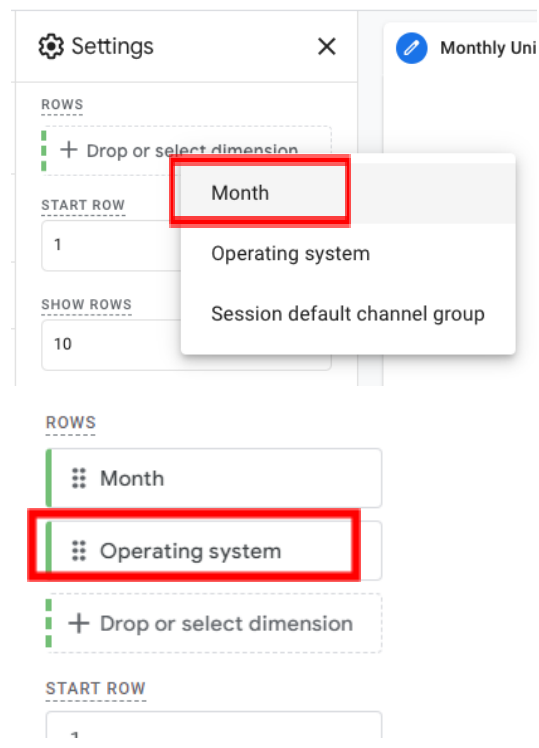 Settings
Monthly Uni
ROWS
+ Drop or select dimension
Month
START ROW
1
Operating system
SHOW ROWS
Session default channel group
10
ROWS
Month
Operating system
+ Drop or select dimension
START ROW
1